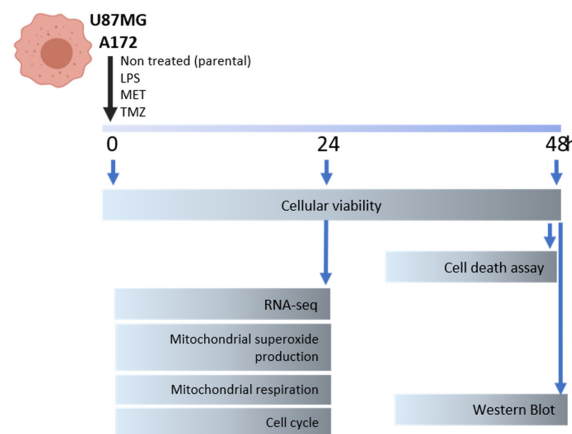 U87MG
A172
Non treated (parental)
LPS
MET
TMZ
0 24 48h
Cellular viability
Cell death assay
RNA-seq
Mitochondrial superoxide
production
Mitochondrial respiration
Western Blot
Cell cycle